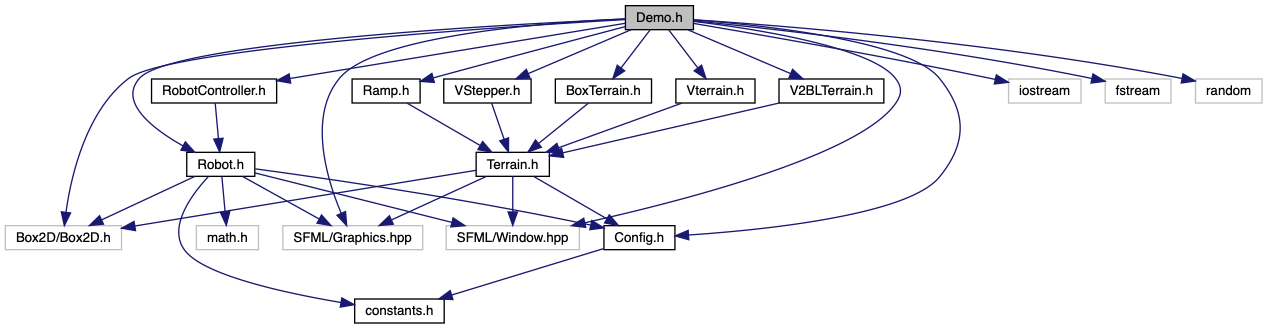 Demo.h
RobotController.h
Ramp.h
VStepper.h
BoxTerrain.h
Vterrain.h
V2BLTerrain.h
iostream
fstream
random
Robot.h
Terrain.h
Box2D/Box2D.h
math.h
SFML/Graphics.hpp
SFML/Window.hpp
Config.h
constants.h